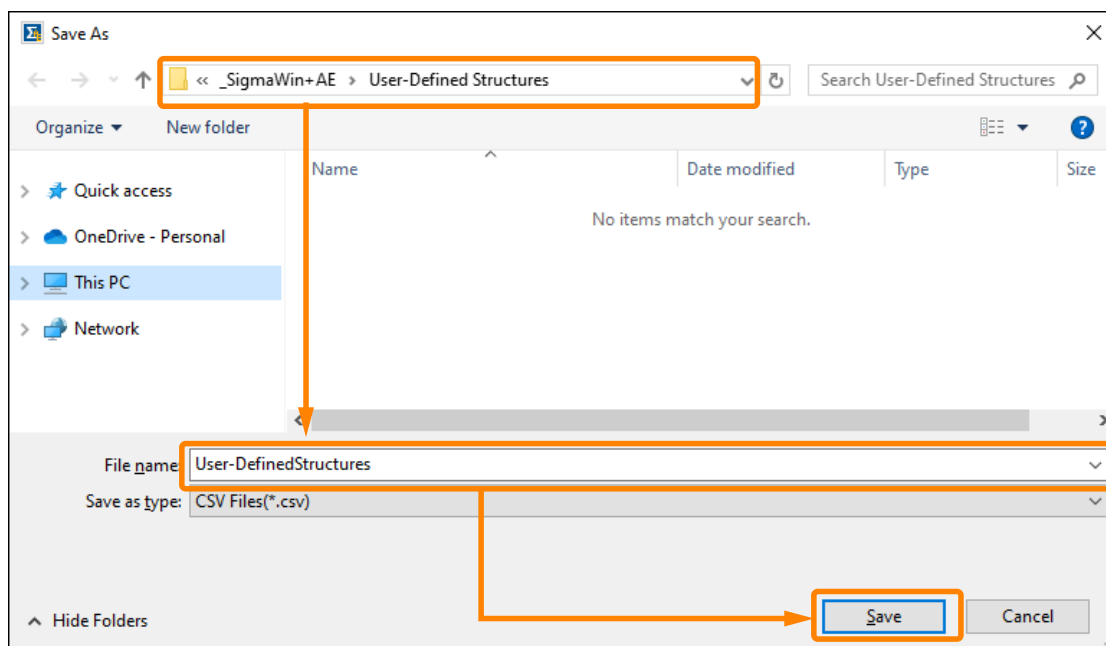 Save As
« _SigmaWin+AE > User-Defined Structures
Search User-Defined Structures
Organize
New folder
Name
Date modified
Type
Size
Quick access
No items match your search.
OneDrive - Personal
This PC
Network
File name:
User-DefinedStructures
Save as type:
CSV Files(*.csv)
Hide Folders
Save
Cancel